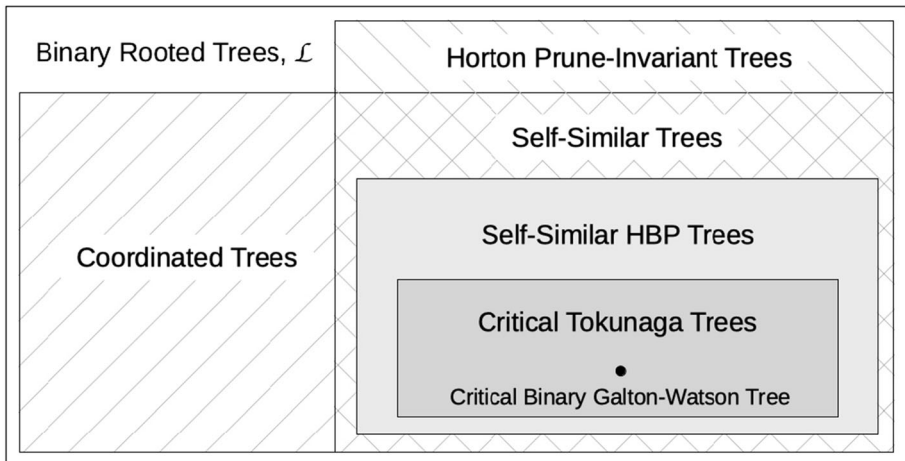 Binary Rooted Trees, ℒ
Horton Prune-Invariant Trees
Self-Similar Trees
Self-Similar HBP Trees
Coordinated Trees
Critical Tokunaga Trees
Critical Binary Galton-Watson Tree